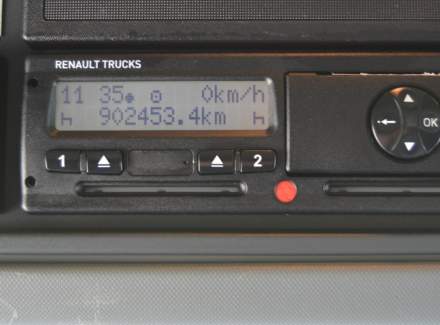 RENAULT TRUCKS
11 35 0km/h
902453.4km
1 2
OK